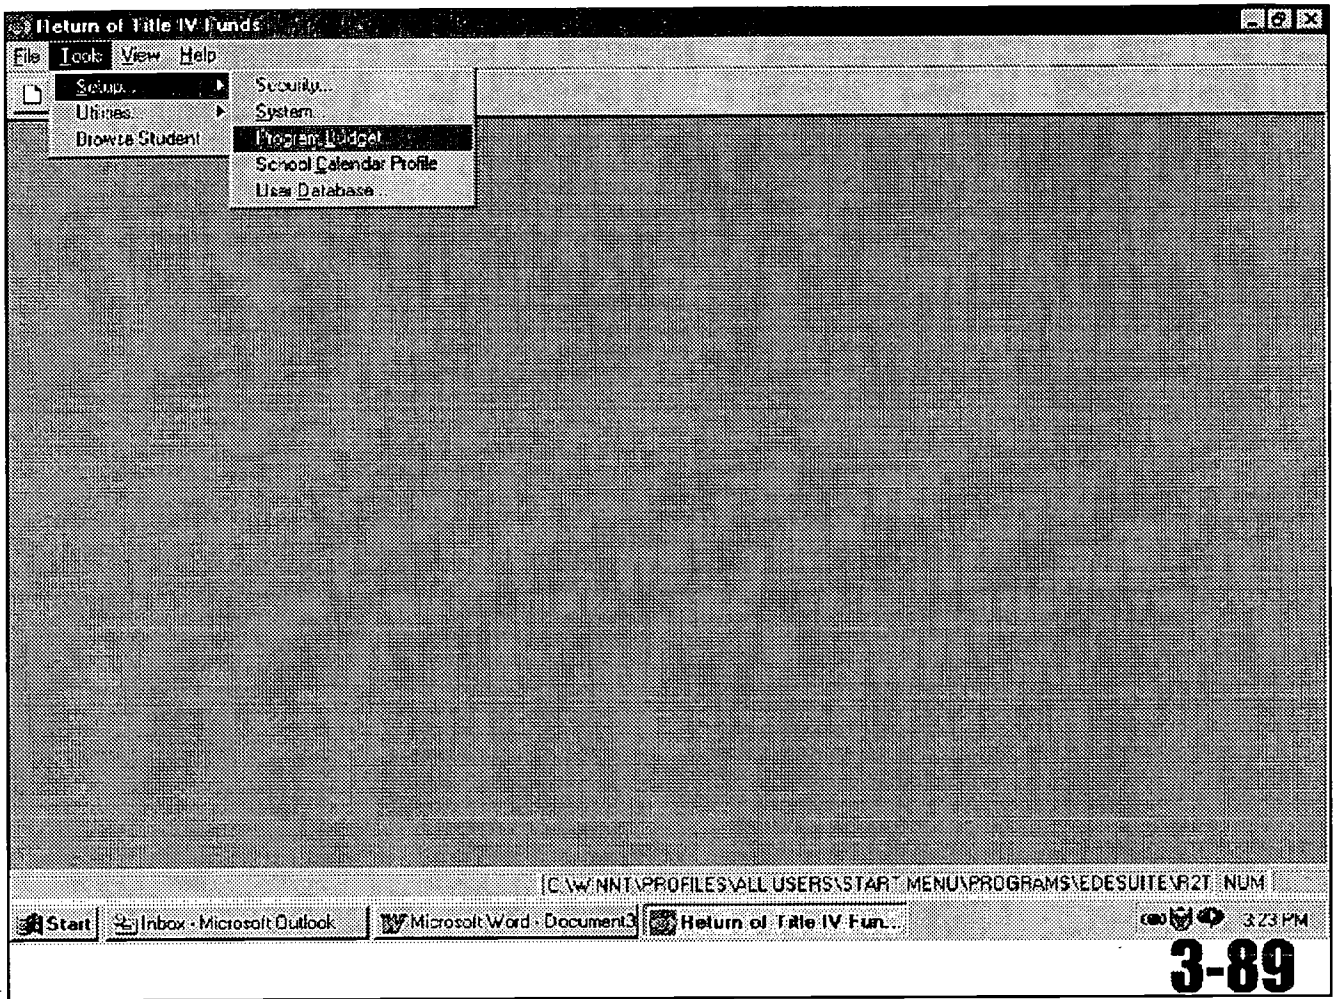 Return of Title IV Funds
File Tools View Help
Setup...
Utilities...
Browse Student
Security...
System...
Program Budget...
School Calendar Profile
User Database...
C:\WINNT\PROFILES\ALL USERS\START MENU\PROGRAMS\EDESUITE\R2T NUM
Start Inbox - Microsoft Outlook Microsoft Word - Document3 Return of Title IV Fun... 3:23 PM
3-89